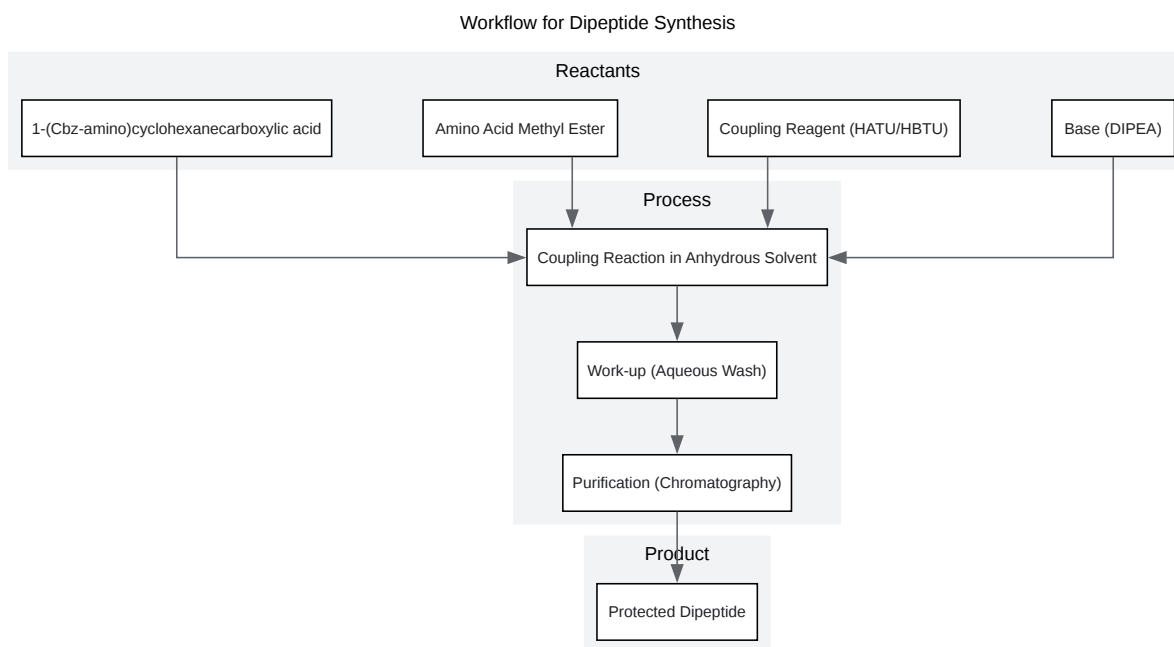 Workflow for Dipeptide Synthesis
Reactants
1-(Cbz-amino)cyclohexanecarboxylic acid
Amino Acid Methyl Ester
Coupling Reagent (HATU/HBTU)
Base (DIPEA)
Process
Coupling Reaction in Anhydrous Solvent
Work-up (Aqueous Wash)
Purification (Chromatography)
Product
Protected Dipeptide